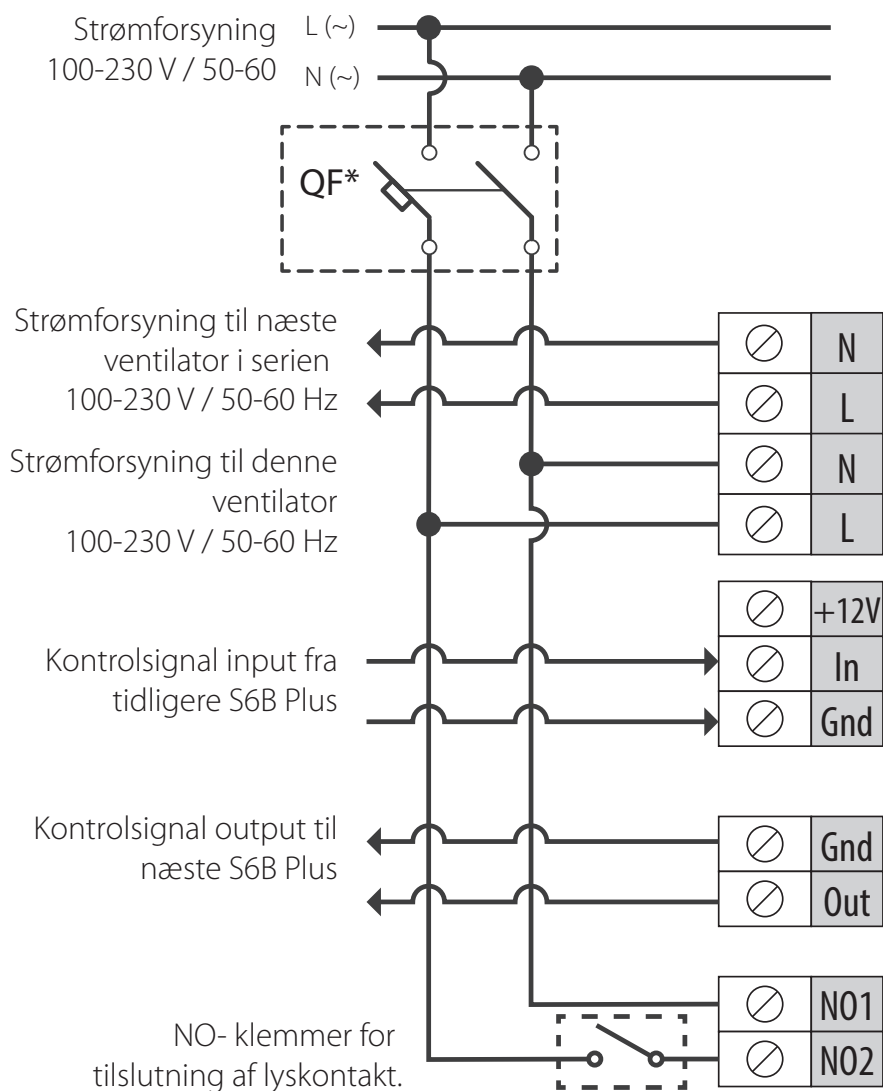 Strømforsyning L (~)
100-230 V / 50-60 N (~)
QF*
Strømforsyning til næste
ventilator i serien
100-230 V / 50-60 Hz
N
L
Strømforsyning til denne
ventilator
100-230 V / 50-60 Hz
N
L
+12V
Kontrolsignal input fra
tidligere S6B Plus
In
Gnd
Kontrolsignal output til
næste S6B Plus
Gnd
Out
NO- klemmer for
tilslutning af lyskontakt.
NO1
NO2